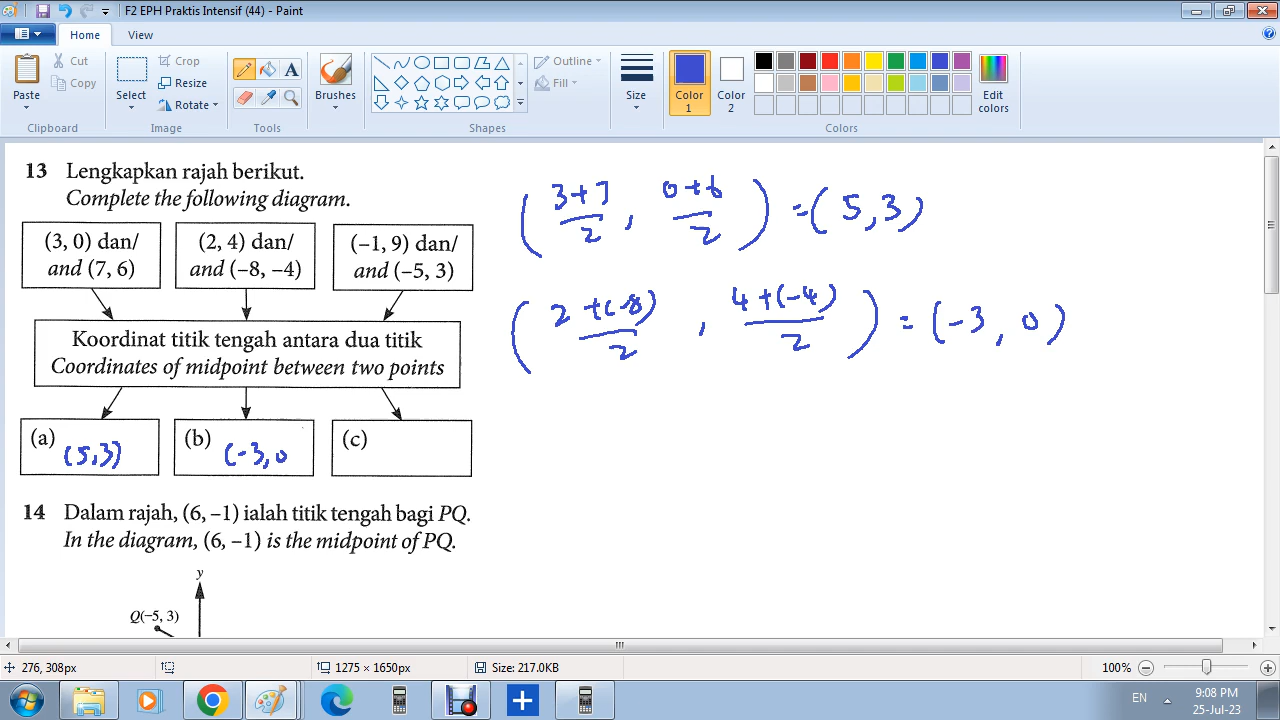 F2 EPH Praktis Intensif (44) - Paint
Home View
Paste
Cut
Copy
Clipboard
Select
Crop
Resize
Rotate
Image
A
Tools
Brushes
Shapes
Outline
Fill
Size
Color 1
Color 2
Edit colors
Colors
13 Lengkapkan rajah berikut.
Complete the following diagram.
(3, 0) dan/
and (7, 6)
(2, 4) dan/
and (–8, –4)
(–1, 9) dan/
and (–5, 3)
Koordinat titik tengah antara dua titik
Coordinates of midpoint between two points
(a) (5,3)
(b) (-3,0
(c)
(3+7/2, 0+6/2) = (5,3)
(2+(-8)/2, 4+(-4)/2) = (-3, 0)
14 Dalam rajah, (6, –1) ialah titik tengah bagi PQ.
In the diagram, (6, –1) is the midpoint of PQ.
y
Q(–5, 3)
276, 308px
1275 × 1650px
Size: 217.0KB
100%
EN
9:08 PM
25-Jul-23